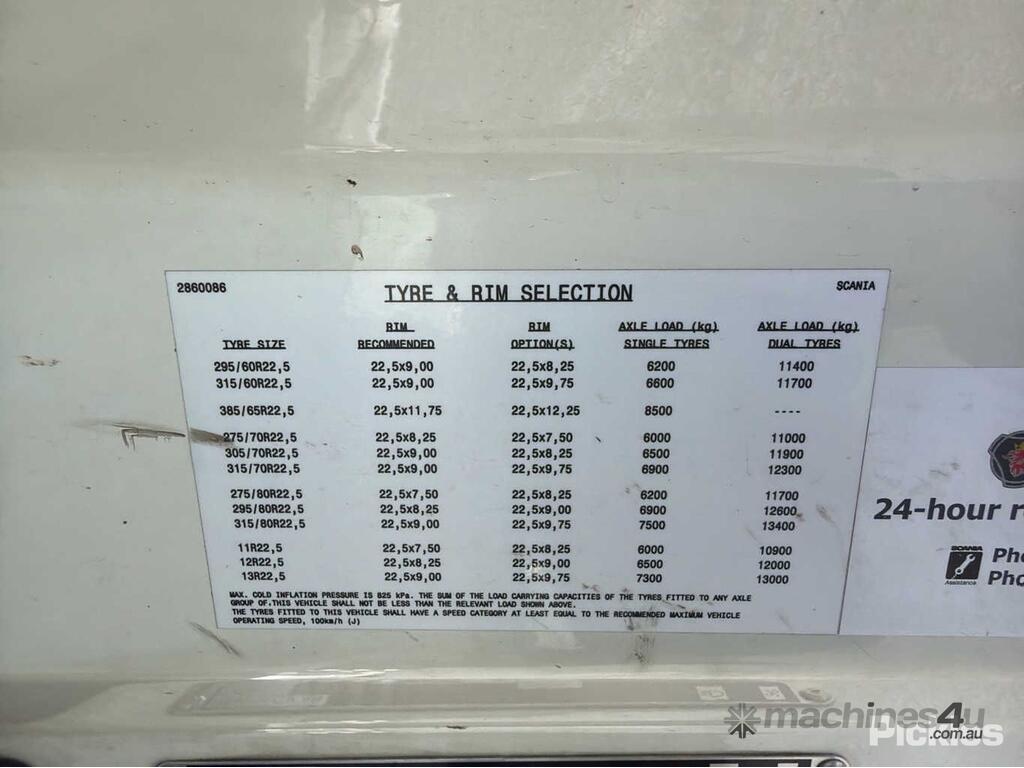 2860086 TYRE & RIM SELECTION SCANIA
RIM RIM AXLE LOAD (kg) AXLE LOAD (kg)
TYRE SIZE RECOMMENDED OPTION(S) SINGLE TYRES DUAL TYRES
295/60R22,5 22,5x9,00 22,5x8,25 6200 11400
315/60R22,5 22,5x9,00 22,5x9,75 6600 11700
385/65R22,5 22,5x11,75 22,5x12,25 8500 ----
275/70R22,5 22,5x8,25 22,5x7,50 6000 11000
305/70R22,5 22,5x9,00 22,5x8,25 6500 11900
315/70R22,5 22,5x9,00 22,5x9,75 6900 12300
275/80R22,5 22,5x7,50 22,5x8,25 6200 11700
295/80R22,5 22,5x8,25 22,5x9,00 6900 12600
315/80R22,5 22,5x9,00 22,5x9,75 7500 13400
11R22,5 22,5x7,50 22,5x8,25 6000 10900
12R22,5 22,5x8,25 22,5x9,00 6500 12000
13R22,5 22,5x9,00 22,5x9,75 7300 13000
MAX. COLD INFLATION PRESSURE IS 825 kPa. THE SUM OF THE LOAD CARRYING CAPACITIES OF THE TYRES FITTED TO ANY AXLE
GROUP OF.THIS VEHICLE SHALL NOT BE LESS THAN THE RELEVANT LOAD SHOWN ABOVE.
THE TYRES FITTED TO THIS VEHICLE SHALL HAVE A SPEED CATEGORY AT LEAST EQUAL TO THE RECOMMENDED MAXIMUM VEHICLE
OPERATING SPEED, 100km/h (J)
24-hour r
SCANIA
Assistance
Pho
Pho
machines4u
.com.au
Pickles